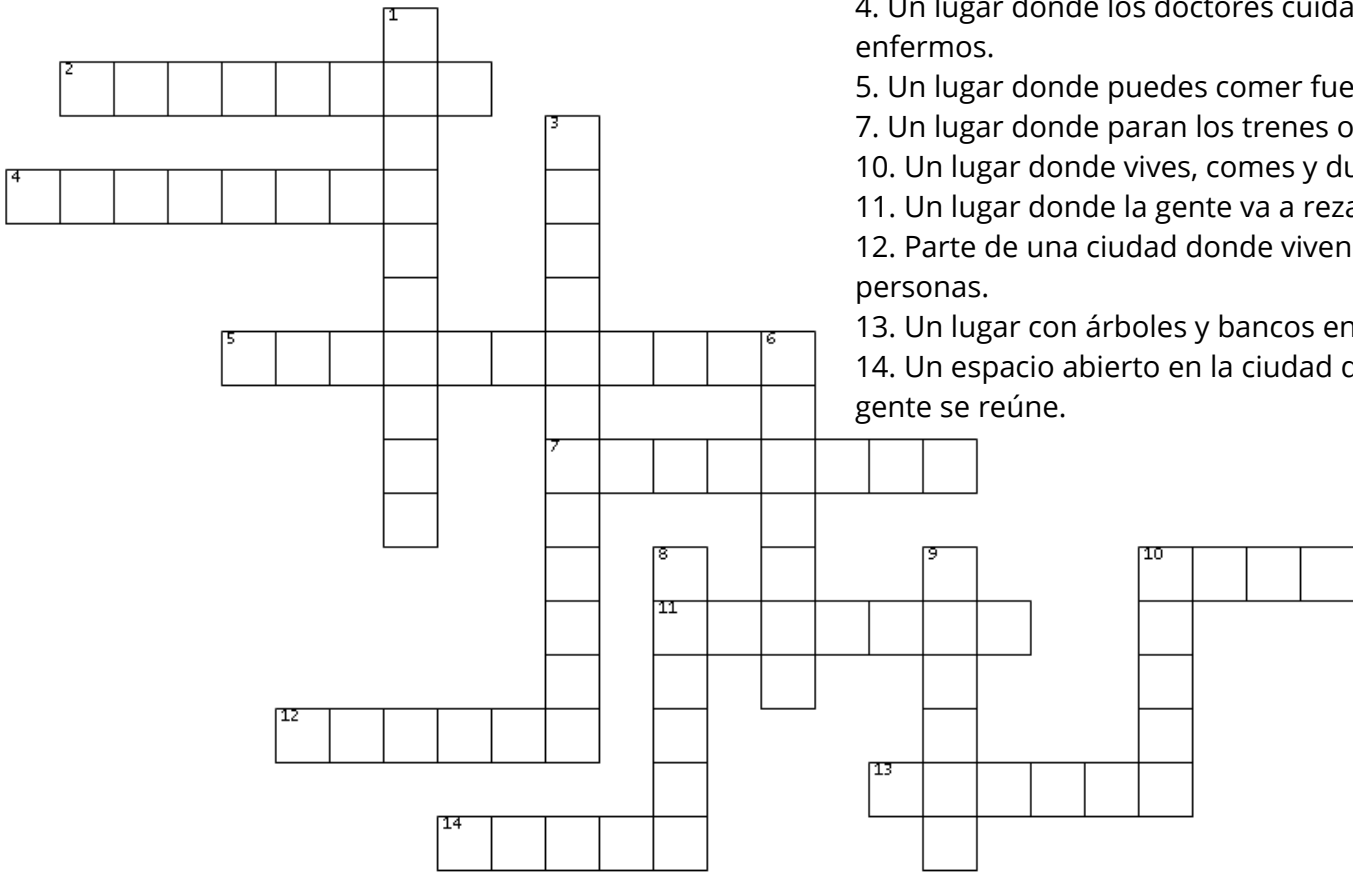 4. Un lugar donde los doctores cuida
enfermos.
5. Un lugar donde puedes comer fue
7. Un lugar donde paran los trenes o
10. Un lugar donde vives, comes y du
11. Un lugar donde la gente va a reza
12. Parte de una ciudad donde viven
personas.
13. Un lugar con árboles y bancos en
14. Un espacio abierto en la ciudad
gente se reúne.
1
2
3
4
5
6
7
8
9
10
11
12
13
14